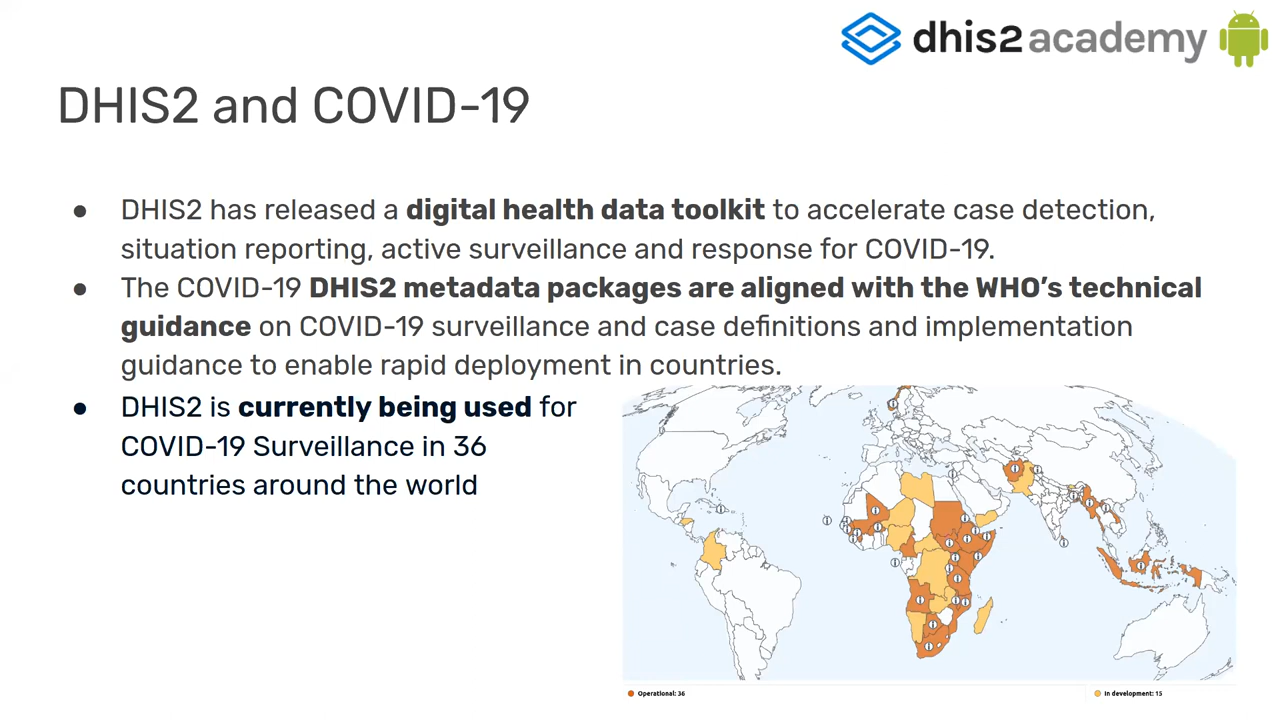 dhis2 academy
DHIS2 and COVID-19
● DHIS2 has released a digital health data toolkit to accelerate case detection,
situation reporting, active surveillance and response for COVID-19.
● The COVID-19 DHIS2 metadata packages are aligned with the WHO’s technical
guidance on COVID-19 surveillance and case definitions and implementation
guidance to enable rapid deployment in countries.
● DHIS2 is currently being used for
COVID-19 Surveillance in 36
countries around the world
Operational: 36
In development: 15